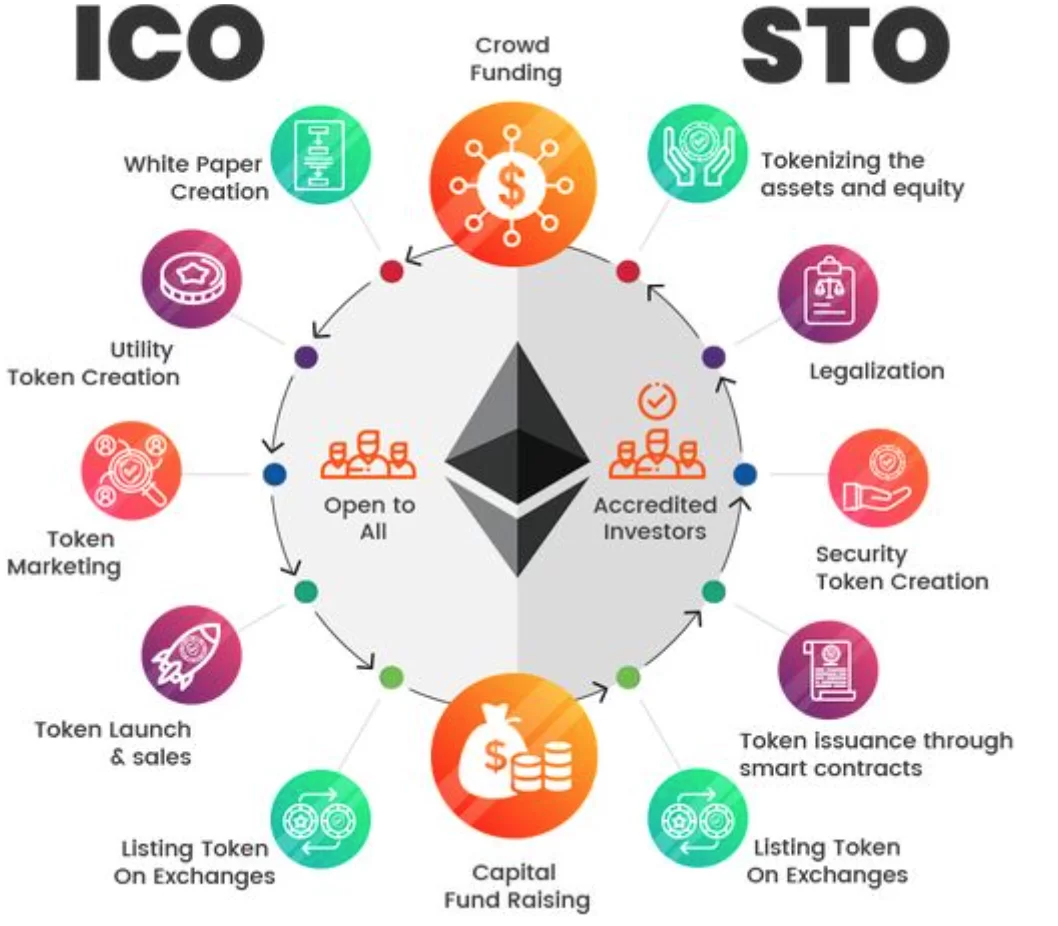 ICO
STO
Crowd
Funding
White Paper
Creation
Tokenizing the
assets and equity
Utility
Token Creation
Legalization
Open to
All
Accredited
Investors
Token
Marketing
Security
Token Creation
Token Launch
& sales
Token issuance through
smart contracts
Listing Token
On Exchanges
Listing Token
On Exchanges
Capital
Fund Raising